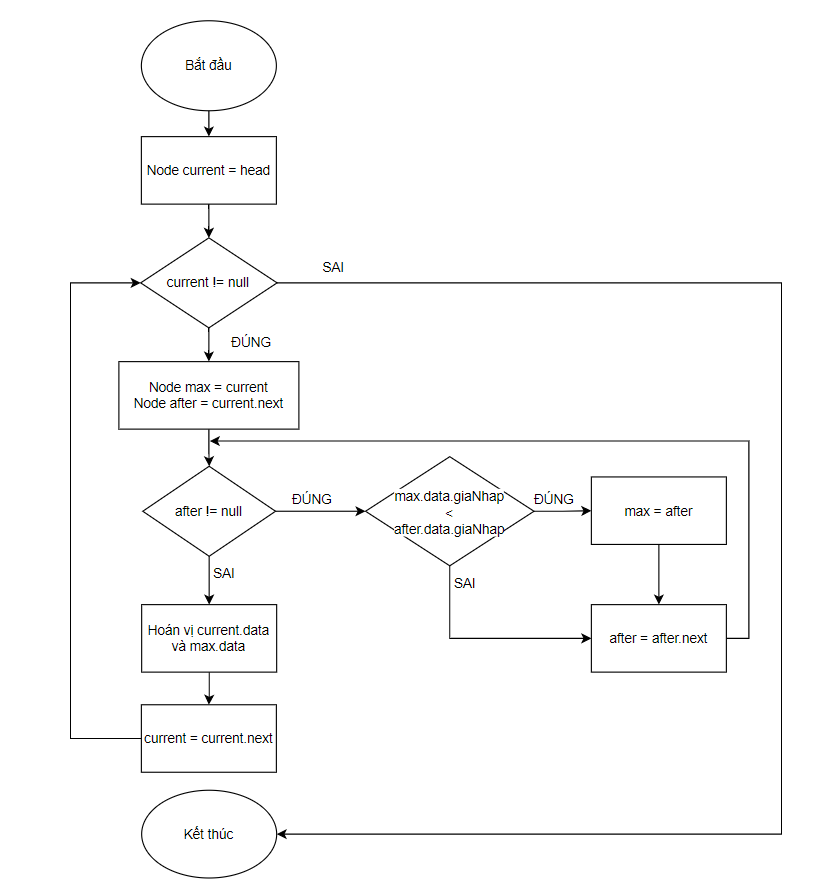 Bắt đầu
Node current = head
current != null
SAI
ĐÚNG
Node max = current
Node after = current.next
after != null
ĐÚNG
max.data.giaNhap
<
after.data.giaNhap
ĐÚNG
max = after
SAI
SAI
Hoán vị current.data
và max.data
after = after.next
current = current.next
Kết thúc